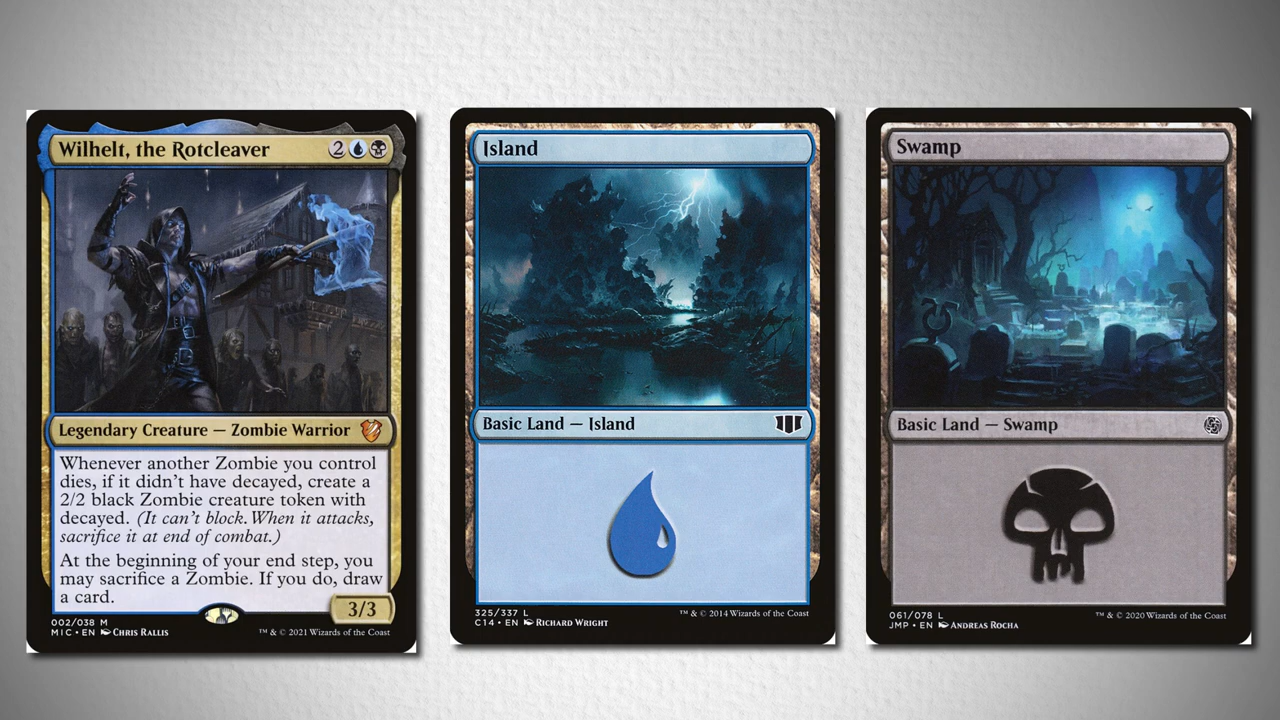 Wilhelt, the Rotcleaver
2
Legendary Creature — Zombie Warrior
Whenever another Zombie you control
dies, if it didn't have decayed, create a
2/2 black Zombie creature token with
decayed. (It can't block. When it attacks,
sacrifice it at end of combat.)
At the beginning of your end step, you
may sacrifice a Zombie. If you do, draw
a card.
3/3
002/038 M
MIC • EN Chris Rallis
™ & © 2021 Wizards of the Coast
Island
Basic Land — Island
325/337 L
C14 • EN Richard Wright
™ & © 2014 Wizards of the Coast
Swamp
Basic Land — Swamp
061/078 L
JMP • EN Andreas Rocha
™ & © 2020 Wizards of the Coast